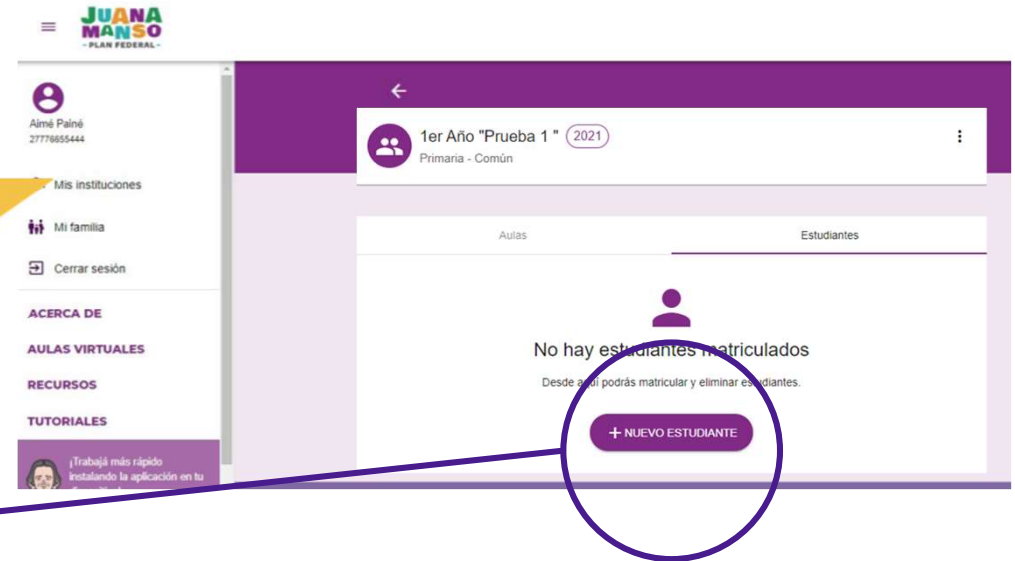 JUANA
MANSO
- PLAN FEDERAL -
Aimé Painé
27776655444
Mis instituciones
Mi familia
Cerrar sesión
ACERCA DE
AULAS VIRTUALES
RECURSOS
TUTORIALES
¡Trabajá más rápido
instalando la aplicación en tu
1er Año "Prueba 1 " 2021
Primaria - Común
Aulas Estudiantes
No hay estudiantes matriculados
Desde aquí podrás matricular y eliminar estudiantes.
+ NUEVO ESTUDIANTE